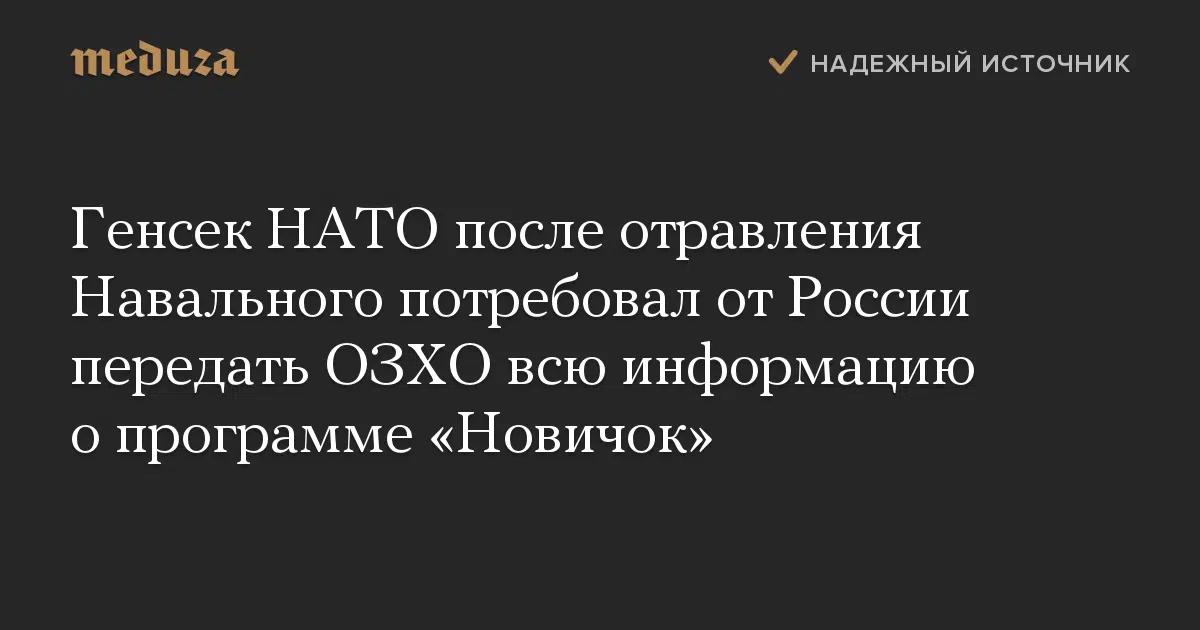 meduza
НАДЕЖНЫЙ ИСТОЧНИК
Генсек НАТО после отравления
Навального потребовал от России
передать ОЗХО всю информацию
о программе «Новичок»